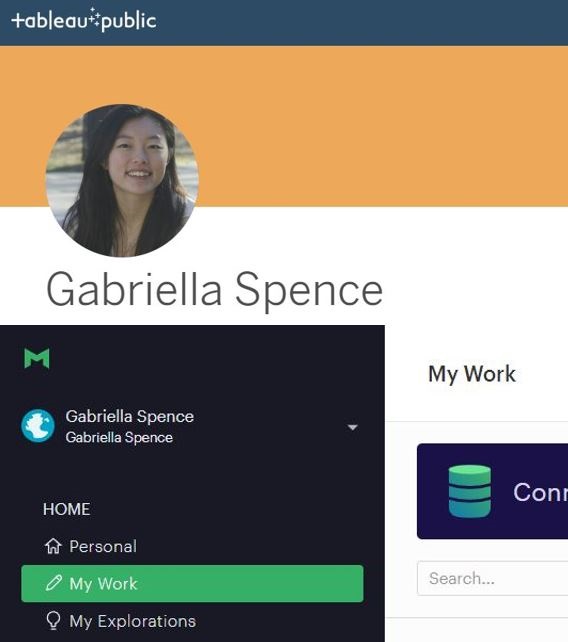 +ableau public
Gabriella Spence
My Work
Gabriella Spence
Gabriella Spence
Conn
HOME
Personal
Search...
My Work
My Explorations